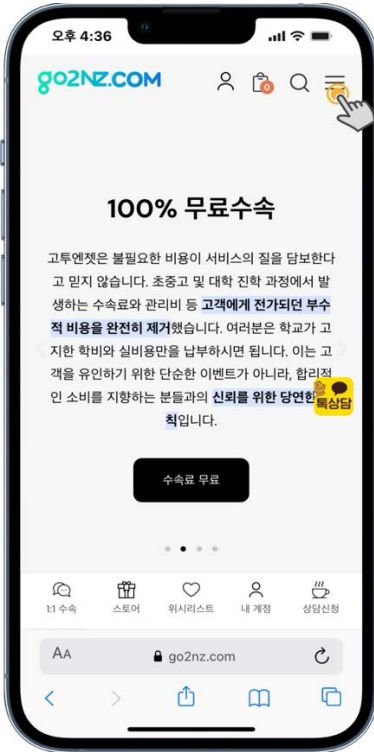 오후 4:36
go2NZ.COM
0
100% 무료수속
고투엔젯은 불필요한 비용이 서비스의 질을 담보한다
고 믿지 않습니다. 초중고 및 대학 진학 과정에서 발
생하는 수속료와 관리비 등 고객에게 전가되던 부수
적 비용을 완전히 제거했습니다. 여러분은 학교가 고
지한 학비와 실비용만을 납부하시면 됩니다. 이는 고
객을 유인하기 위한 단순한 이벤트가 아니라, 합리적
인 소비를 지향하는 분들과의 신뢰를 위한 당연한
톡상담
칙입니다.
수속료 무료
1:1 수속 스토어 위시리스트 내 계정 상담신청
AA go2nz.com